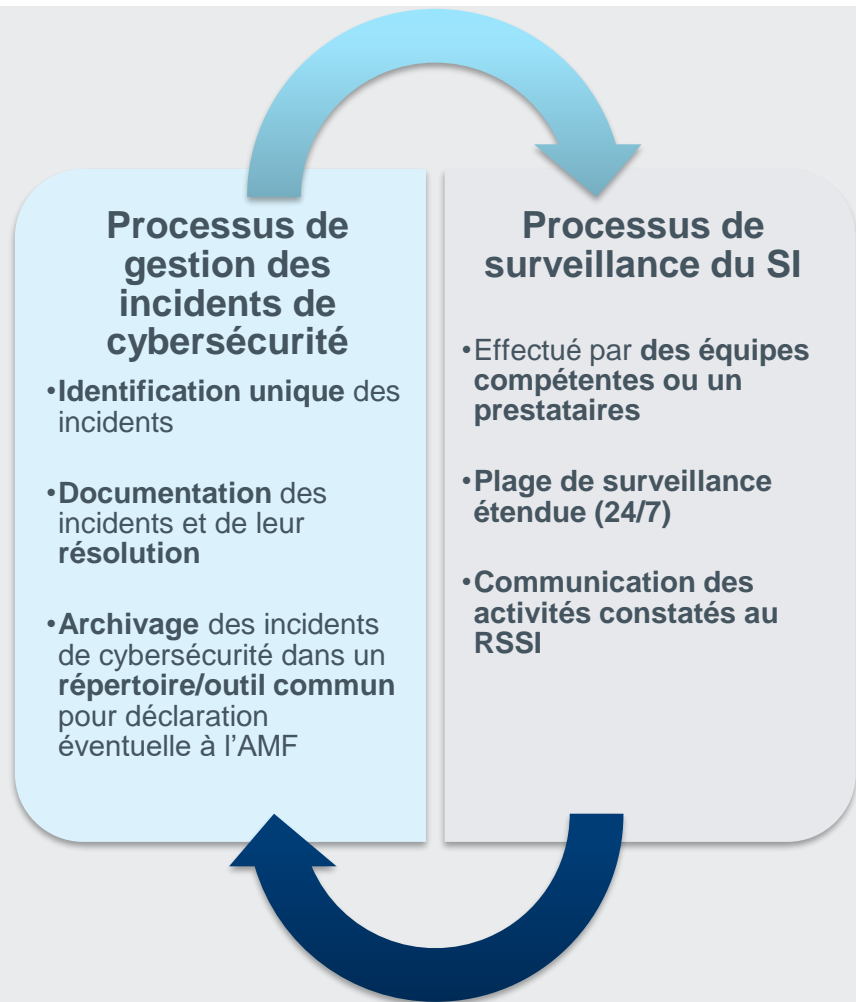 Processus de
gestion des
incidents de
cybersécurité
•Identification unique des
incidents
•Documentation des
incidents et de leur
résolution
•Archivage des incidents
de cybersécurité dans un
répertoire/outil commun
pour déclaration
éventuelle à l’AMF
Processus de
surveillance du SI
•Effectué par des équipes
compétentes ou un
prestataires
•Plage de surveillance
étendue (24/7)
•Communication des
activités constatés au
RSSI